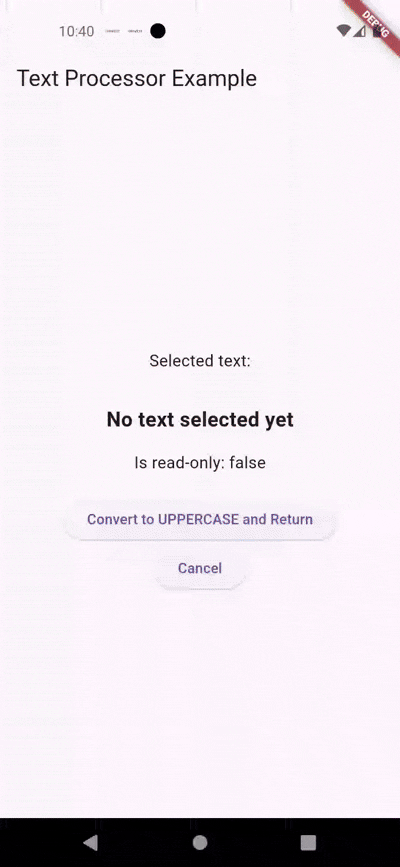 10:40
DEBUG
Text Processor Example
Selected text:
No text selected yet
Is read-only: false
Convert to UPPERCASE and Return
Cancel